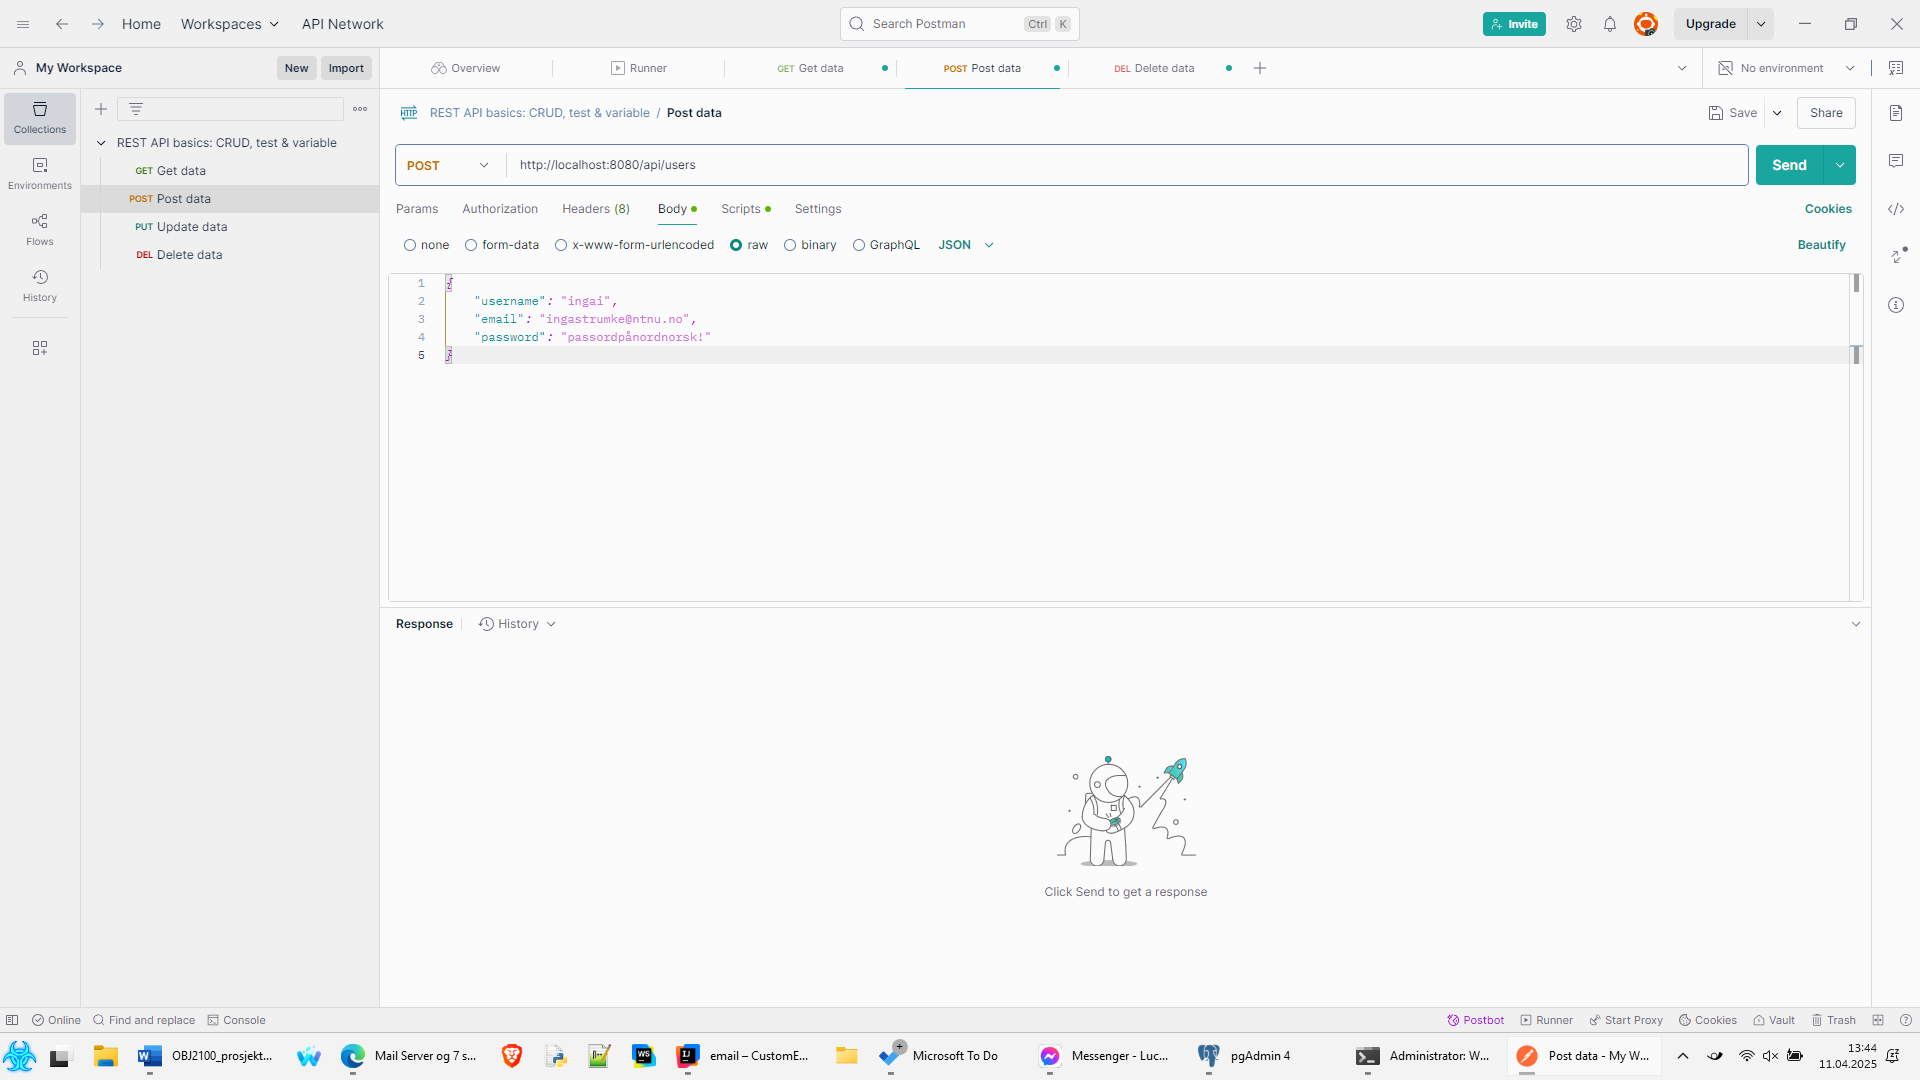 Home
Workspaces
API Network
Search Postman
Ctrl
K
Invite
Upgrade
My Workspace
New
Import
Overview
Runner
GET Get data
POST Post data
DEL Delete data
No environment
Collections
Environments
Flows
History
REST API basics: CRUD, test & variable
GET Get data
POST Post data
PUT Update data
DEL Delete data
HTTP
REST API basics: CRUD, test & variable / Post data
Save
Share
POST
http://localhost:8080/api/users
Send
Params
Authorization
Headers (8)
Body
Scripts
Settings
Cookies
none
form-data
x-www-form-urlencoded
raw
binary
GraphQL
JSON
Beautify
1 {
2 "username": "ingai",
3 "email": "ingastrumke@ntnu.no",
4 "password": "passordpånordnorsk!"
5 }
Response
History
Click Send to get a response
Online
Find and replace
Console
Postbot
Runner
Start Proxy
Cookies
Vault
Trash
OBJ2100_prosjekt...
Mail Server og 7 s...
WS
IJ
email – CustomE...
Microsoft To Do
Messenger - Luc...
pgAdmin 4
Administrator: W...
Post data - My W...
13:44
11.04.2025